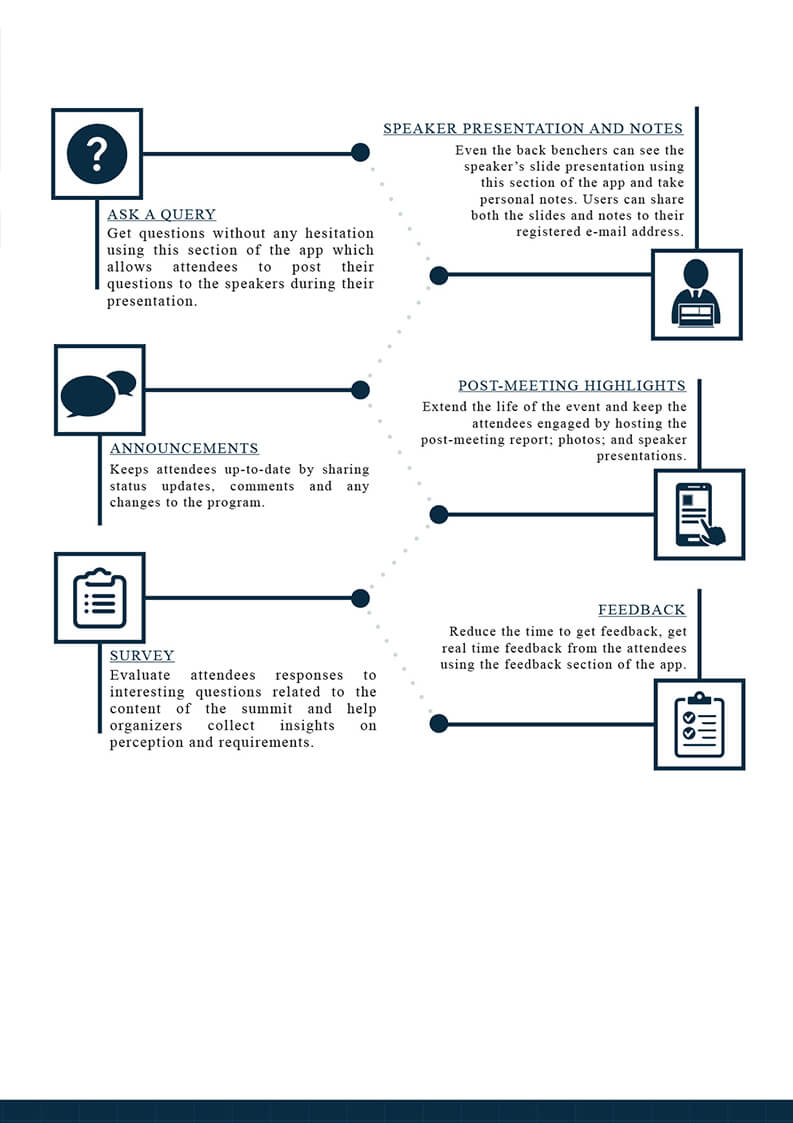 ASK A QUERY
Get questions without any hesitation
using this section of the app which
allows attendees to post their
questions to the speakers during their
presentation.
SPEAKER PRESENTATION AND NOTES
Even the back benchers can see the
speaker’s slide presentation using
this section of the app and take
personal notes. Users can share
both the slides and notes to their
registered e-mail address.
ANNOUNCEMENTS
Keeps attendees up-to-date by sharing
status updates, comments and any
changes to the program.
POST-MEETING HIGHLIGHTS
Extend the life of the event and keep the
attendees engaged by hosting the
post-meeting report; photos; and speaker
presentations.
SURVEY
Evaluate attendees responses to
interesting questions related to the
content of the summit and help
organizers collect insights on
perception and requirements.
FEEDBACK
Reduce the time to get feedback, get
real time feedback from the attendees
using the feedback section of the app.